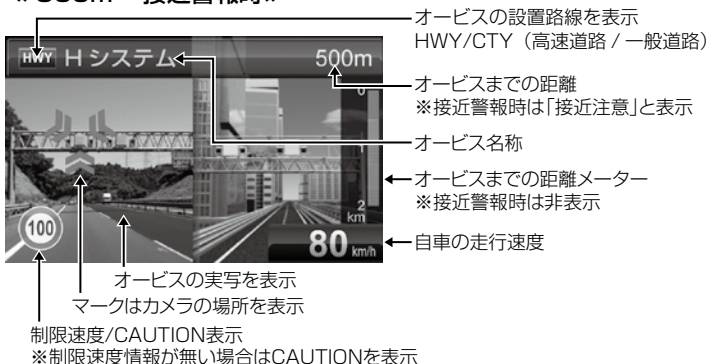 オービスの設置路線を表示
HWY/CTY（高速道路 / 一般道路）
HWY Hシステム 500m
オービスまでの距離
※接近警報時は「接近注意」と表示
0
オービス名称
オービスまでの距離メーター
※接近警報時は非表示
2
km
100
80 km/h
自車の走行速度
オービスの実写を表示
マークはカメラの場所を表示
制限速度/CAUTION表示
※制限速度情報が無い場合はCAUTIONを表示